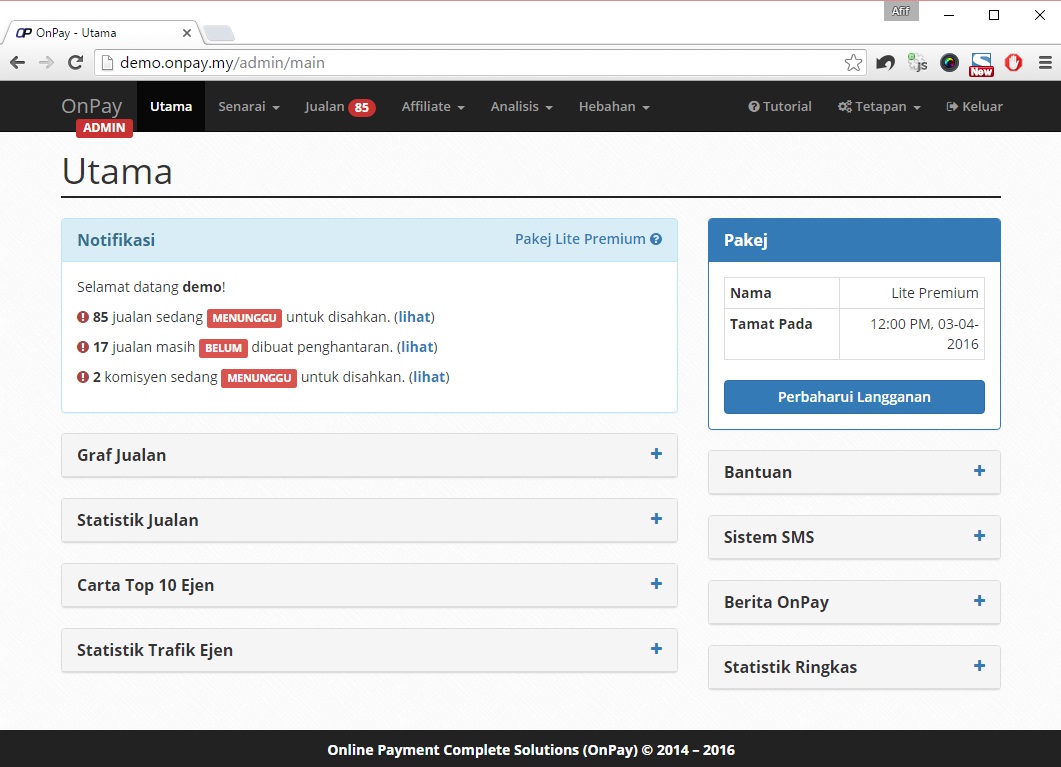 Afif
OnPay - Utama
demo.onpay.my/admin/main
js
New
OnPay
ADMIN
Utama
Senarai
Jualan 85
Affiliate
Analisis
Hebahan
Tutorial
Tetapan
Keluar
Utama
Notifikasi
Pakej Lite Premium
Selamat datang demo!
85 jualan sedang MENUNGGU untuk disahkan. (lihat)
17 jualan masih BELUM dibuat penghantaran. (lihat)
2 komisyen sedang MENUNGGU untuk disahkan. (lihat)
Graf Jualan
Statistik Jualan
Carta Top 10 Ejen
Statistik Trafik Ejen
Pakej
Nama Lite Premium
Tamat Pada 12:00 PM, 03-04-
2016
Perbaharui Langganan
Bantuan
Sistem SMS
Berita OnPay
Statistik Ringkas
Online Payment Complete Solutions (OnPay) © 2014 – 2016